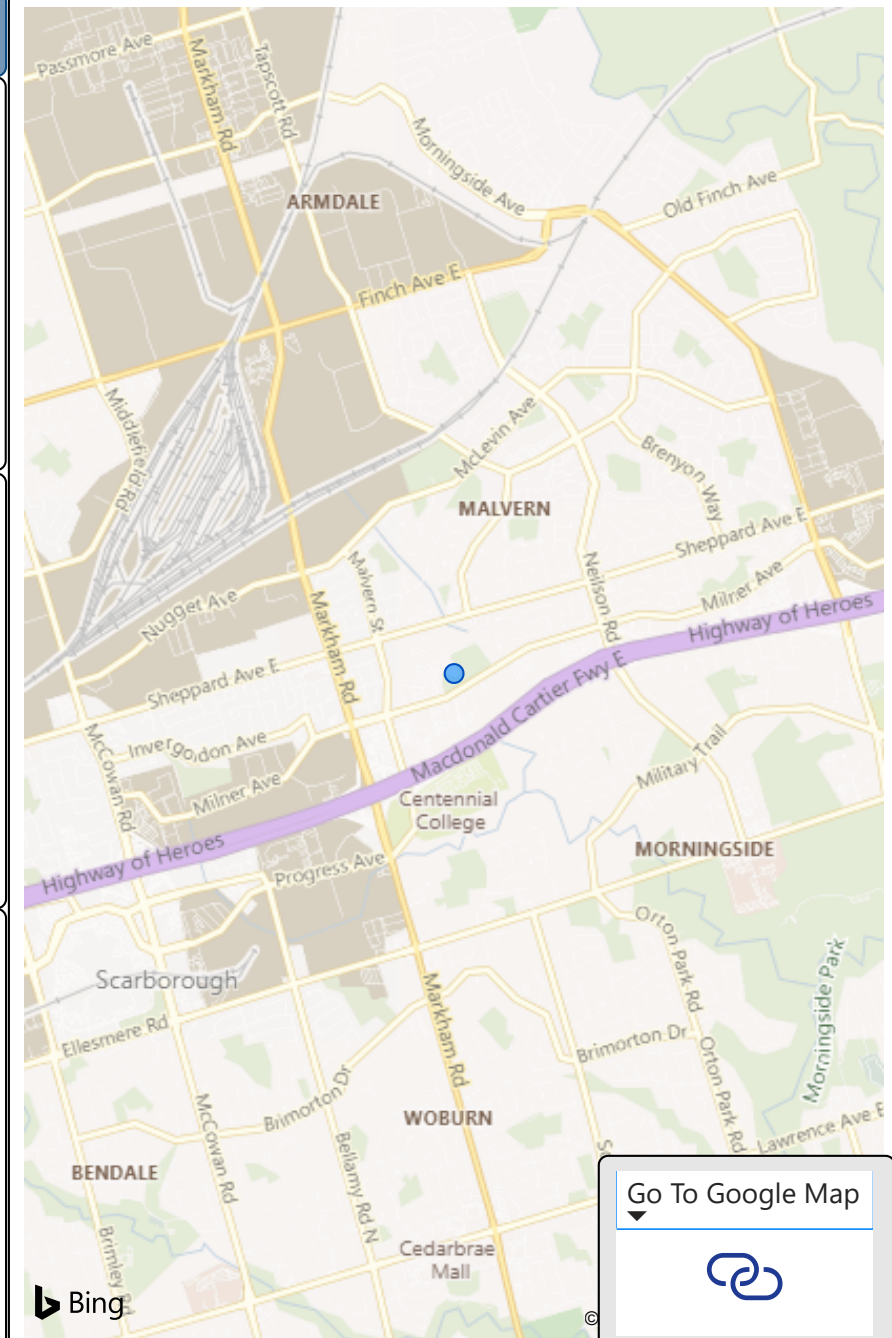 Passmore Ave
Markham Rd
Tapscott Rd
Morningside Ave
Old Finch Ave
ARMDALE
Finch Ave E
Middlefield Rd
McLevin Ave
Brenyon Way
MALVERN
Sheppard Ave E
Malvern St
Neilson Rd
Milner Ave
Nugget Ave
Markham Rd
Highway of Heroes
Sheppard Ave E
Macdonald Cartier Fwy E
McCowan Rd
Invergordon Ave
Military Trail
Milner Ave
Centennial
College
Highway of Heroes
MORNINGSIDE
Progress Ave
Orton Park Rd
Scarborough
Morningside Park
Markham Rd
Ellesmere Rd
Brimorton Dr
Orton Park Rd
Brimorton Dr
McCowan Rd
WOBURN
Lawrence Ave E
Bellamy Rd N
BENDALE
Go To Google Map
Brimley Rd
Cedarbrae
Mall
Bing
©